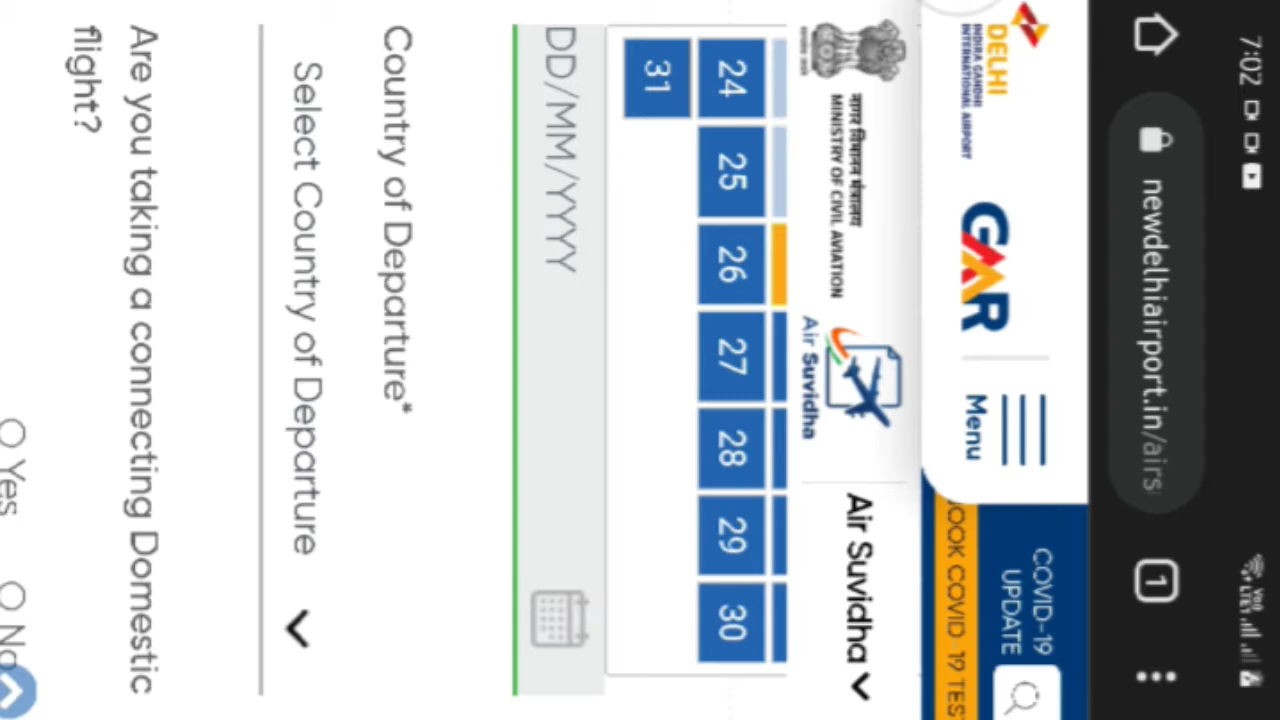 7:02
newdelhiairport.in/airs
1
DELHI
INDIRA GANDHI
INTERNATIONAL AIRPORT
GMR
Menu
COVID-19
UPDATE
OOK COVID 19 TES
नागर विमानन मंत्रालय
MINISTRY OF CIVIL AVIATION
Air Suvidha
Air Suvidha
24 25 26 27 28 29 30
31
DD/MM/YYYY
Country of Departure*
Select Country of Departure
Are you taking a connecting Domestic
flight?
Yes No